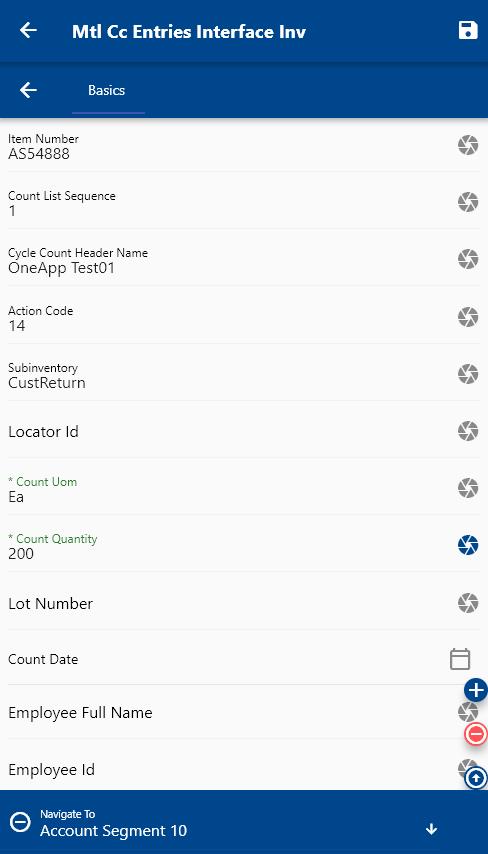 Mtl Cc Entries Interface Inv
Basics
Item Number
AS54888
Count List Sequence
1
Cycle Count Header Name
OneApp Test01
Action Code
14
Subinventory
CustReturn
Locator Id
* Count Uom
Ea
* Count Quantity
200
Lot Number
Count Date
Employee Full Name
Employee Id
Navigate To
Account Segment 10